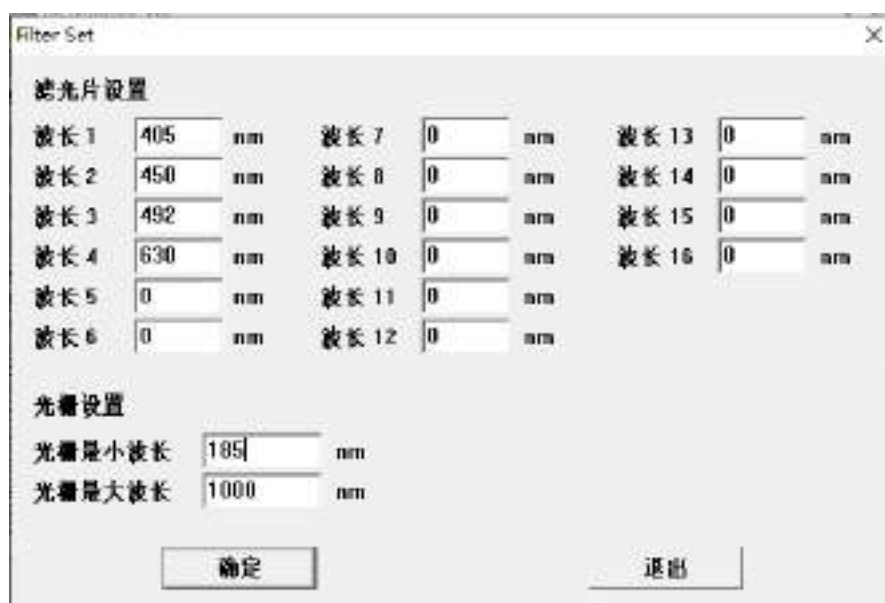 Filter Set
滤光片设置
波长 1 405 nm 波长 7 0 nm 波长 13 0 nm
波长 2 450 nm 波长 8 0 nm 波长 14 0 nm
波长 3 492 nm 波长 9 0 nm 波长 15 0 nm
波长 4 630 nm 波长 10 0 nm 波长 16 0 nm
波长 5 0 nm 波长 11 0 nm
波长 6 0 nm 波长 12 0 nm
光栅设置
光栅最小波长 185 nm
光栅最大波长 1000 nm
确定 退出